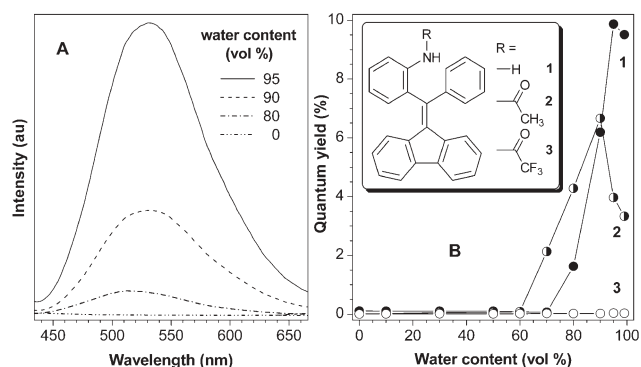 A
water content
(vol %)
95
90
80
0
Intensity (au)
450
500
550
600
650
Wavelength (nm)
Quantum yield (%)
10
8
6
4
2
0
R
NH
R =
H
1
O
CH3
2
O
CF3
3
1
2
3
B
0
20
40
60
80
100
Water content (vol %)